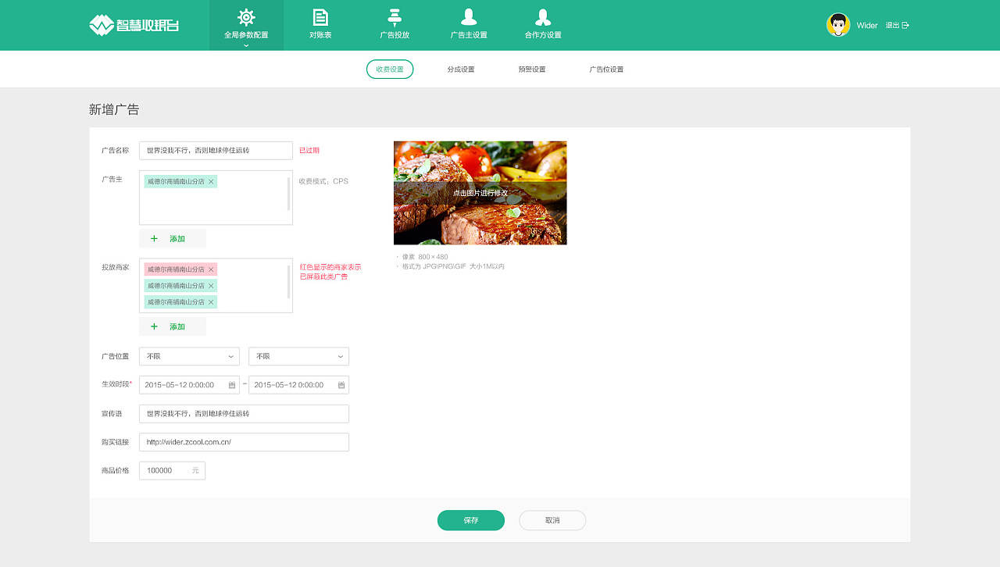 智慧收银台
全局参数配置
对账表
广告投放
广告主设置
合作方设置
Wider 退出
收费设置
分成设置
预警设置
广告位设置
新增广告
广告名称 世界没我不行，否则地球停住运转 已过期
广告主 威德尔商铺南山分店 × 收费模式：CPS
+ 添加
点击图片进行修改
· 像素 800×480
· 格式为 JPG\PNG\GIF 大小1M以内
投放商家 威德尔商铺南山分店 ×
威德尔商铺南山分店 ×
威德尔商铺南山分店 ×
红色显示的商家表示
已屏蔽此类广告
+ 添加
广告位置 不限 不限
生效时段* 2015-05-12 0:00:00 - 2015-05-12 0:00:00
宣传语 世界没我不行，否则地球停住运转
购买链接 http://wider.zcool.com.cn/
商品价格 100000 元
保存 取消